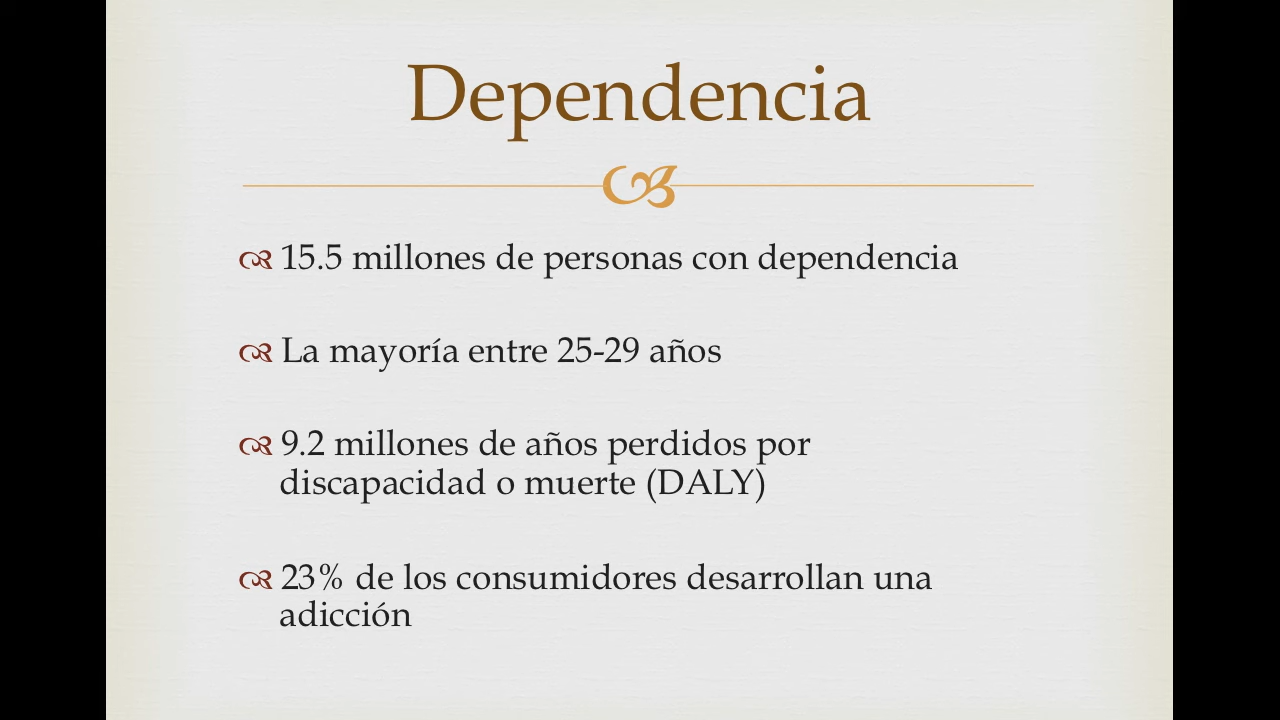 Dependencia
15.5 millones de personas con dependencia
La mayoría entre 25-29 años
9.2 millones de años perdidos por
discapacidad o muerte (DALY)
23% de los consumidores desarrollan una
adicción